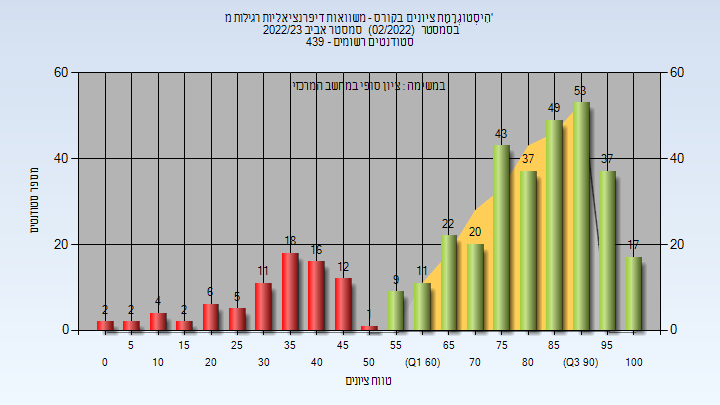 'הִיסְטוֹגְרָמַת ציונים בקורס - משוואות דיפרנציאליות רגילות מ
בסמסטר (02/2022) סמסטר אביב 2022/23
סטודנטים רשומים - 439
במשימה : ציון סופי במחשב המרכזי
60 60
40 40
20 20
0 0
מספר סטודנטים
2 2 4 2 6 5 11 18 16 12 1 9 11 22 20 43 37 49 53 37 17
5 15 25 35 45 55 65 75 85 95
0 10 20 30 40 50 (Q1 60) 70 80 (Q3 90) 100
טווח ציונים